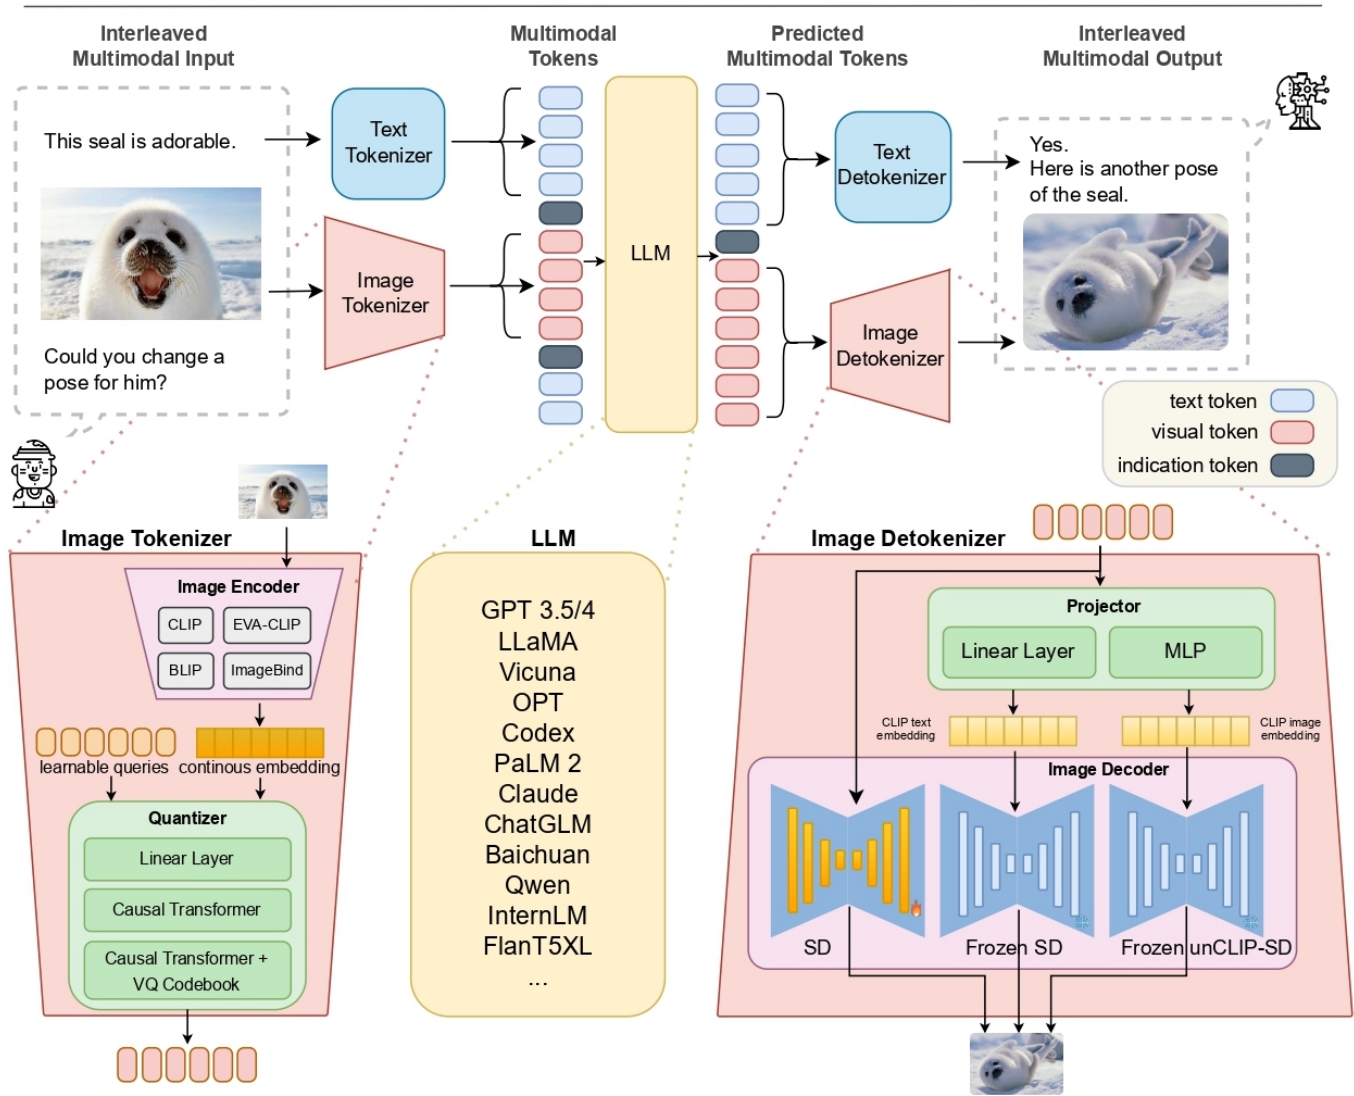 Interleaved
Multimodal Input
Multimodal
Tokens
Predicted
Multimodal Tokens
Interleaved
Multimodal Output
This seal is adorable.
Could you change a
pose for him?
Text
Tokenizer
Image
Tokenizer
LLM
Text
Detokenizer
Image
Detokenizer
Yes.
Here is another pose
of the seal.
text token
visual token
indication token
Image Tokenizer
Image Encoder
CLIP
EVA-CLIP
BLIP
ImageBind
learnable queries
continous embedding
Quantizer
Linear Layer
Causal Transformer
Causal Transformer +
VQ Codebook
LLM
GPT 3.5/4
LLaMA
Vicuna
OPT
Codex
PaLM 2
Claude
ChatGLM
Baichuan
Qwen
InternLM
FlanT5XL
...
Image Detokenizer
Projector
Linear Layer
MLP
CLIP text
embedding
CLIP image
embedding
Image Decoder
SD
Frozen SD
Frozen unCLIP-SD